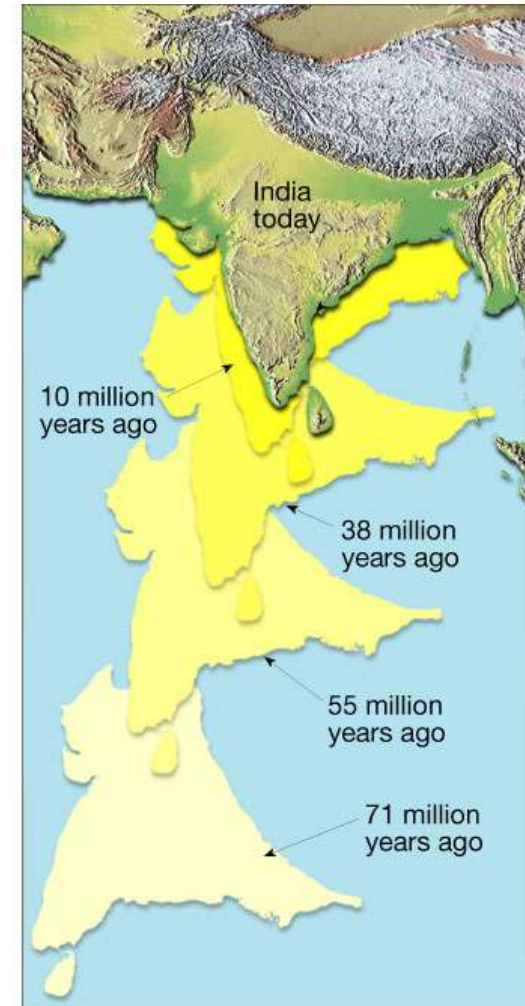 India
today
10 million
years ago
38 million
years ago
55 million
years ago
71 million
years ago